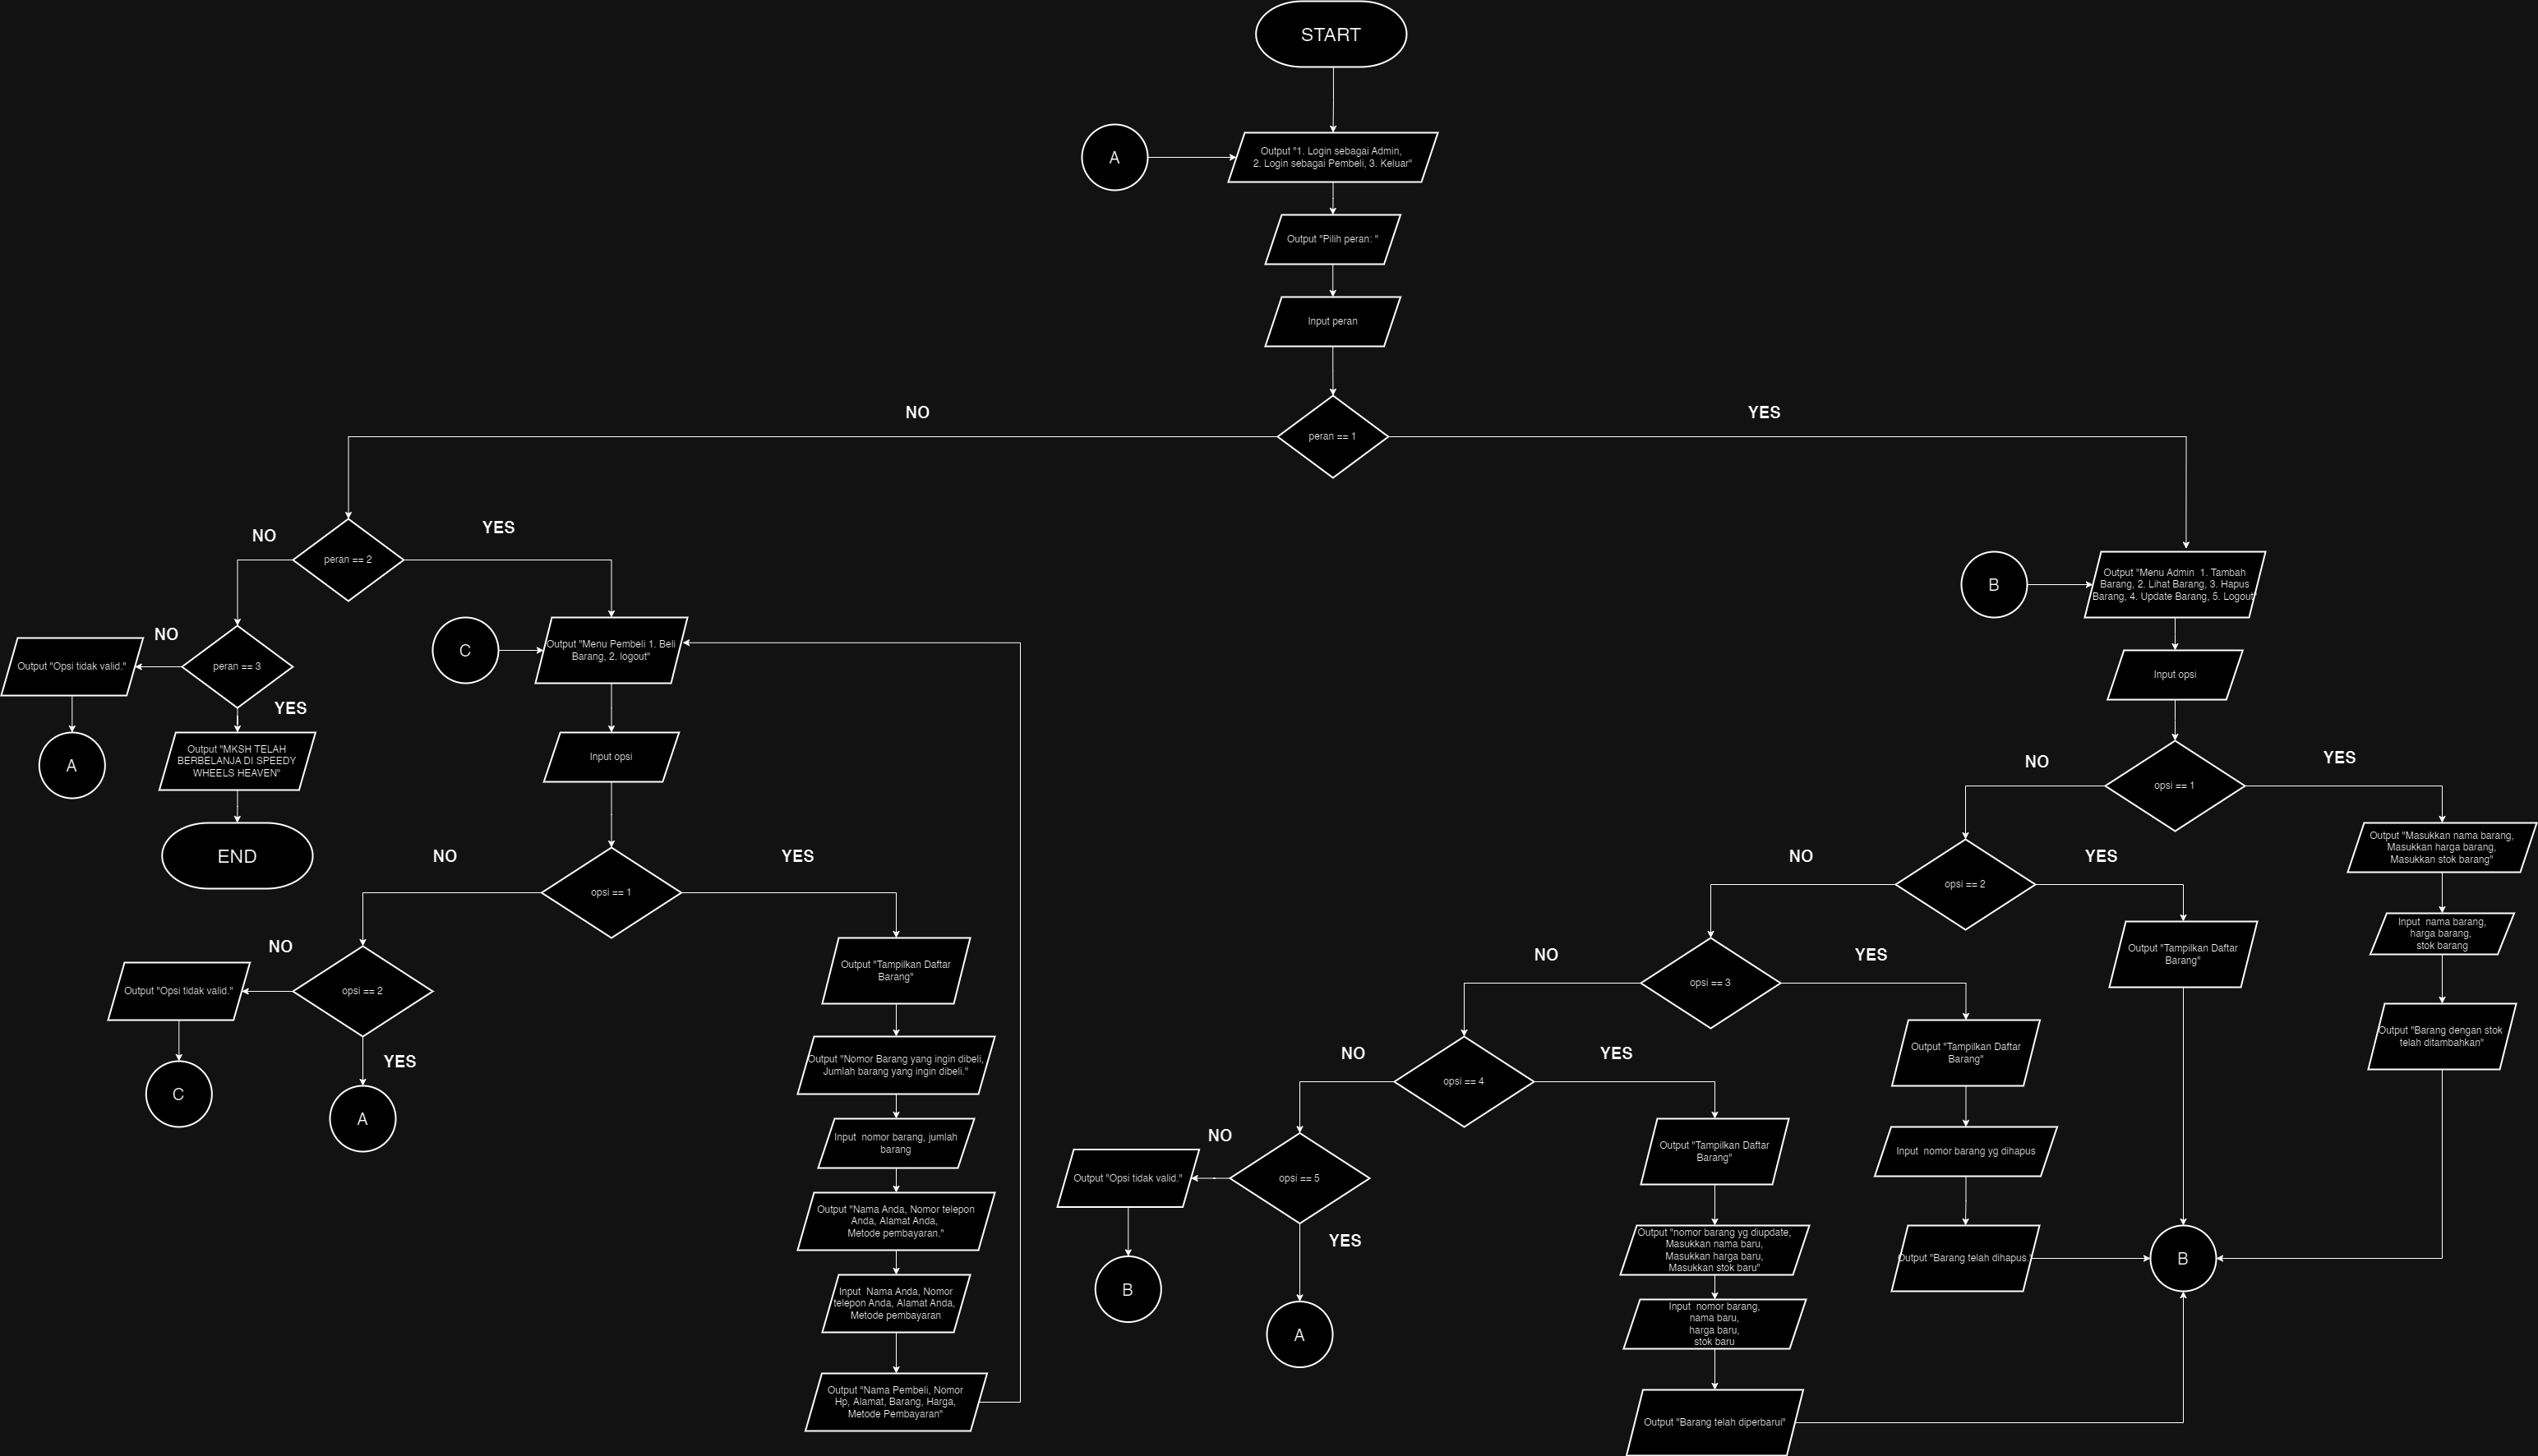 START
A
Output "1. Login sebagai Admin,
2. Login sebagai Pembeli, 3. Keluar"
Output "Pilih peran: "
Input peran
NO
YES
peran == 1
NO
YES
peran == 2
B
Output "Menu Admin  1. Tambah
Barang, 2. Lihat Barang, 3. Hapus
Barang, 4. Update Barang, 5. Logout"
NO
peran == 3
Output "Opsi tidak valid."
YES
A
Output "MKSH TELAH
BERBELANJA DI SPEEDY
WHEELS HEAVEN"
END
C
Output "Menu Pembeli 1. Beli
Barang, 2. logout"
Input opsi
NO
YES
opsi == 1
NO
opsi == 2
Output "Opsi tidak valid."
YES
C
A
Output "Tampilkan Daftar
Barang"
Output "Nomor Barang yang ingin dibeli,
Jumlah barang yang ingin dibeli."
Input  nomor barang, jumlah
barang
Output "Nama Anda, Nomor telepon
Anda, Alamat Anda,
Metode pembayaran."
Input  Nama Anda, Nomor
telepon Anda, Alamat Anda,
Metode pembayaran
Output "Nama Pembeli, Nomor
Hp, Alamat, Barang, Harga,
Metode Pembayaran"
Input opsi
NO
YES
opsi == 1
Output "Masukkan nama barang,
Masukkan harga barang,
Masukkan stok barang"
Input  nama barang,
harga barang,
stok barang
Output "Barang dengan stok
telah ditambahkan"
NO
YES
opsi == 2
Output "Tampilkan Daftar
Barang"
NO
YES
opsi == 3
Output "Tampilkan Daftar
Barang"
Input  nomor barang yg dihapus
Output "Barang telah dihapus."
B
NO
YES
opsi == 4
Output "Tampilkan Daftar
Barang"
Output "nomor barang yg diupdate,
Masukkan nama baru,
Masukkan harga baru,
Masukkan stok baru"
Input  nomor barang,
nama baru,
harga baru,
stok baru
Output "Barang telah diperbarui"
NO
opsi == 5
Output "Opsi tidak valid."
YES
B
A